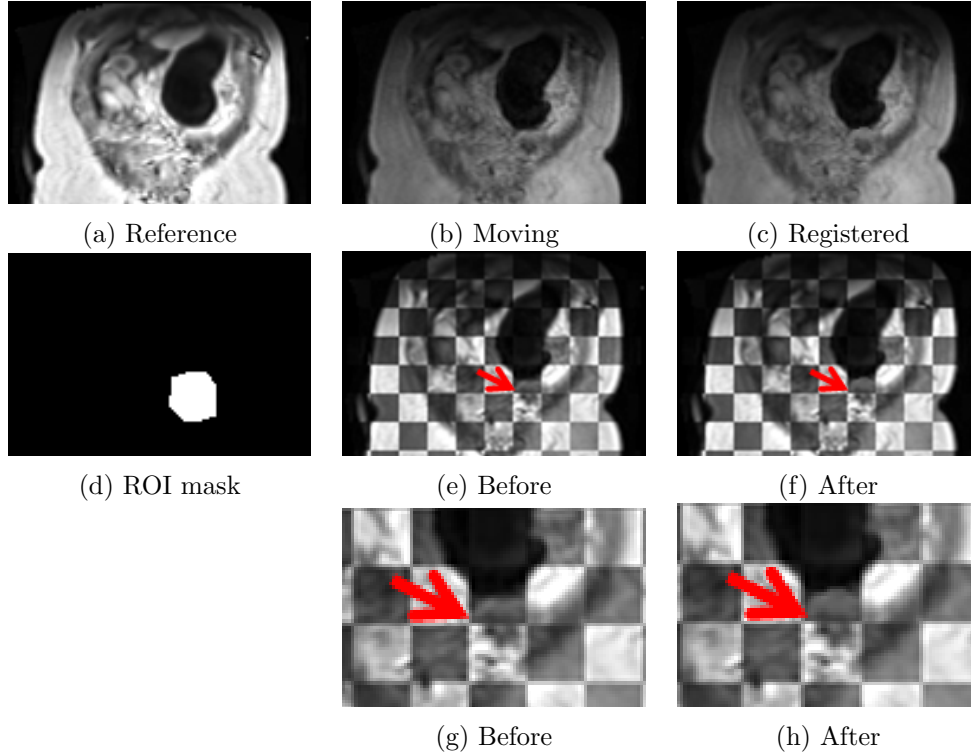 (a) Reference
(b) Moving
(c) Registered
(d) ROI mask
(e) Before
(f) After
(g) Before
(h) After